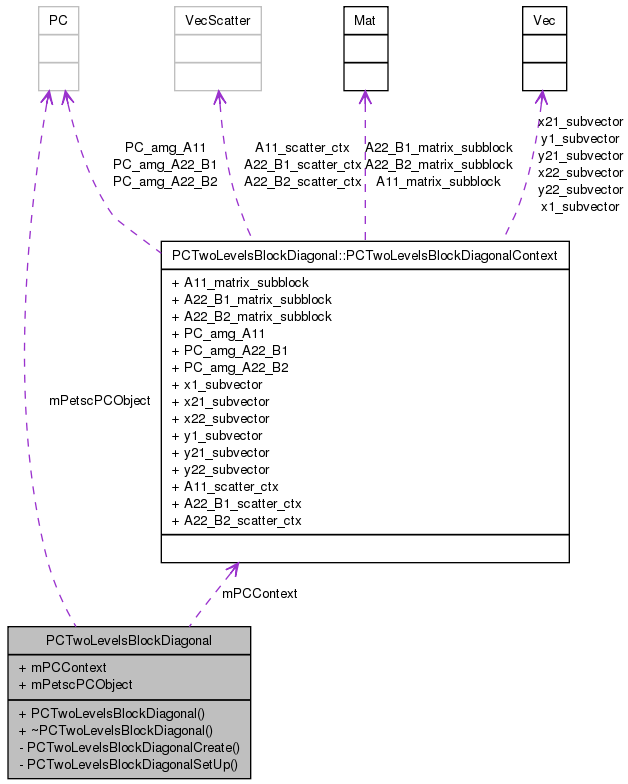 PC
VecScatter
Mat
Vec
PC_amg_A11
PC_amg_A22_B1
PC_amg_A22_B2
A11_scatter_ctx
A22_B1_scatter_ctx
A22_B2_scatter_ctx
A22_B1_matrix_subblock
A22_B2_matrix_subblock
A11_matrix_subblock
x21_subvector
y1_subvector
y21_subvector
x22_subvector
y22_subvector
x1_subvector
PCTwoLevelsBlockDiagonal::PCTwoLevelsBlockDiagonalContext
+ A11_matrix_subblock
+ A22_B1_matrix_subblock
+ A22_B2_matrix_subblock
+ PC_amg_A11
+ PC_amg_A22_B1
+ PC_amg_A22_B2
+ x1_subvector
+ x21_subvector
+ x22_subvector
+ y1_subvector
+ y21_subvector
+ y22_subvector
+ A11_scatter_ctx
+ A22_B1_scatter_ctx
+ A22_B2_scatter_ctx
mPetscPCObject
mPCContext
PCTwoLevelsBlockDiagonal
+ mPCContext
+ mPetscPCObject
+ PCTwoLevelsBlockDiagonal()
+ ~PCTwoLevelsBlockDiagonal()
- PCTwoLevelsBlockDiagonalCreate()
- PCTwoLevelsBlockDiagonalSetUp()